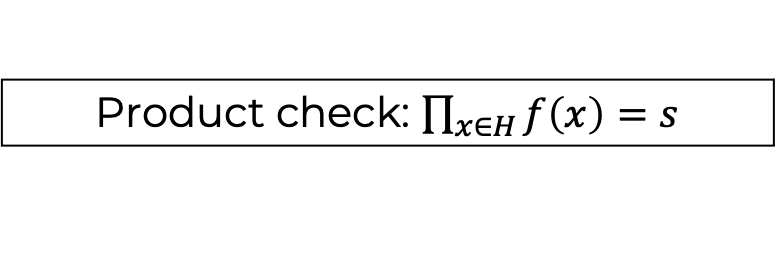 Product check: ∏_{x∈H} f(x) = s